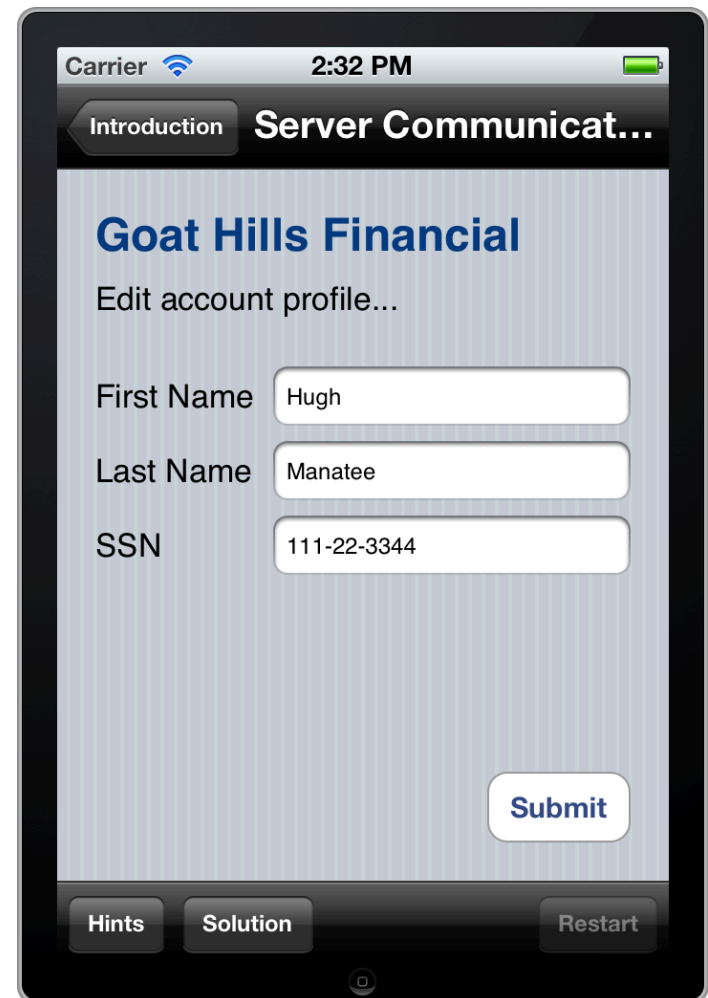 Carrier 2:32 PM
Introduction Server Communicat...
Goat Hills Financial
Edit account profile...
First Name Hugh
Last Name Manatee
SSN 111-22-3344
Submit
Hints Solution Restart